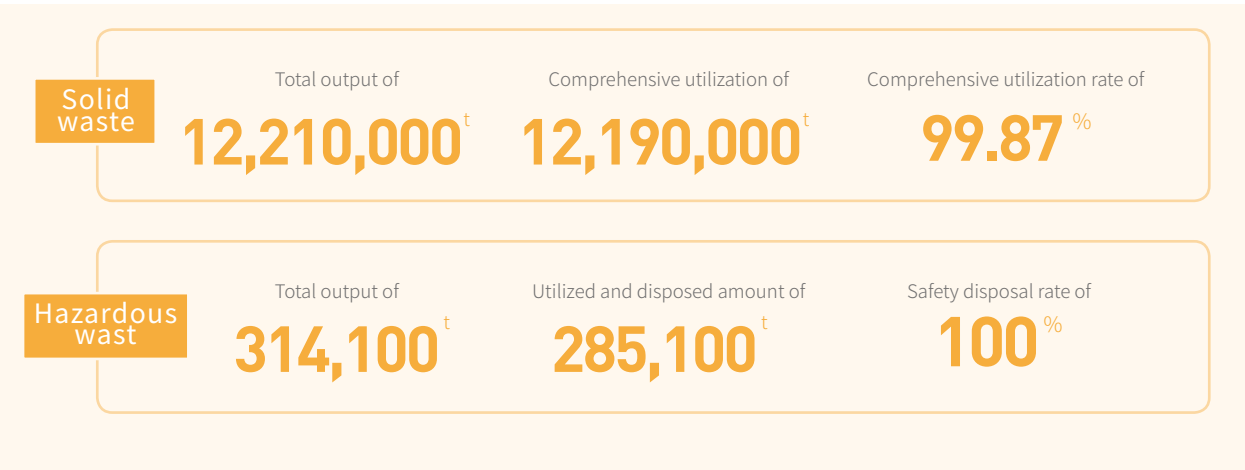 Solid
waste
Total output of
12,210,000 t
Comprehensive utilization of
12,190,000 t
Comprehensive utilization rate of
99.87 %
Hazardous
wast
Total output of
314,100 t
Utilized and disposed amount of
285,100 t
Safety disposal rate of
100 %